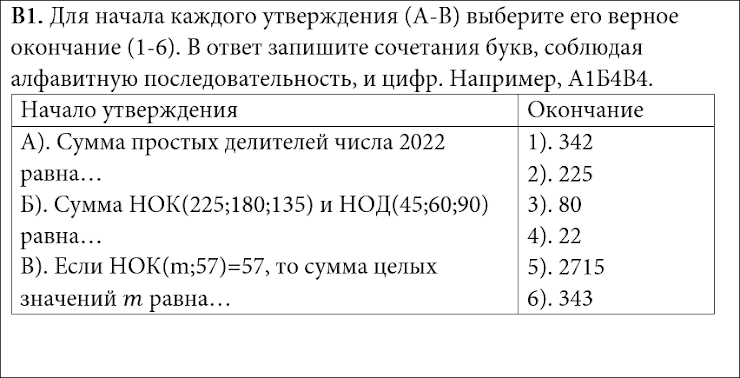 В1. Для начала каждого утверждения (А-В) выберите его верное
окончание (1-6). В ответ запишите сочетания букв, соблюдая
алфавитную последовательность, и цифр. Например, А1Б4В4.
Начало утверждения
А). Сумма простых делителей числа 2022
равна…
Б). Сумма НОК(225;180;135) и НОД(45;60;90)
равна…
В). Если НОК(m;57)=57, то сумма целых
значений m равна…
Окончание
1). 342
2). 225
3). 80
4). 22
5). 2715
6). 343